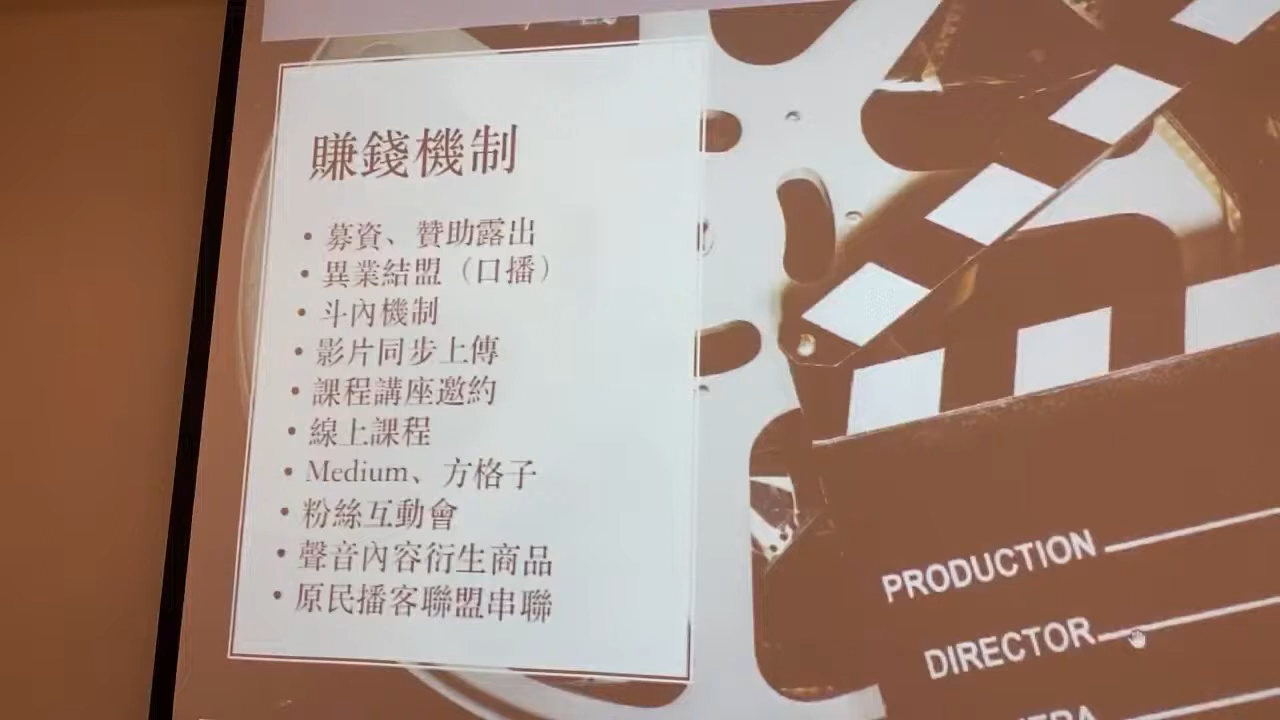 賺錢機制
• 募資、贊助露出
• 異業結盟（口播）
• 斗內機制
• 影片同步上傳
• 課程講座邀約
• 線上課程
• Medium、方格子
• 粉絲互動會
• 聲音內容衍生商品
• 原民播客聯盟串聯
PRODUCTION
DIRECTOR